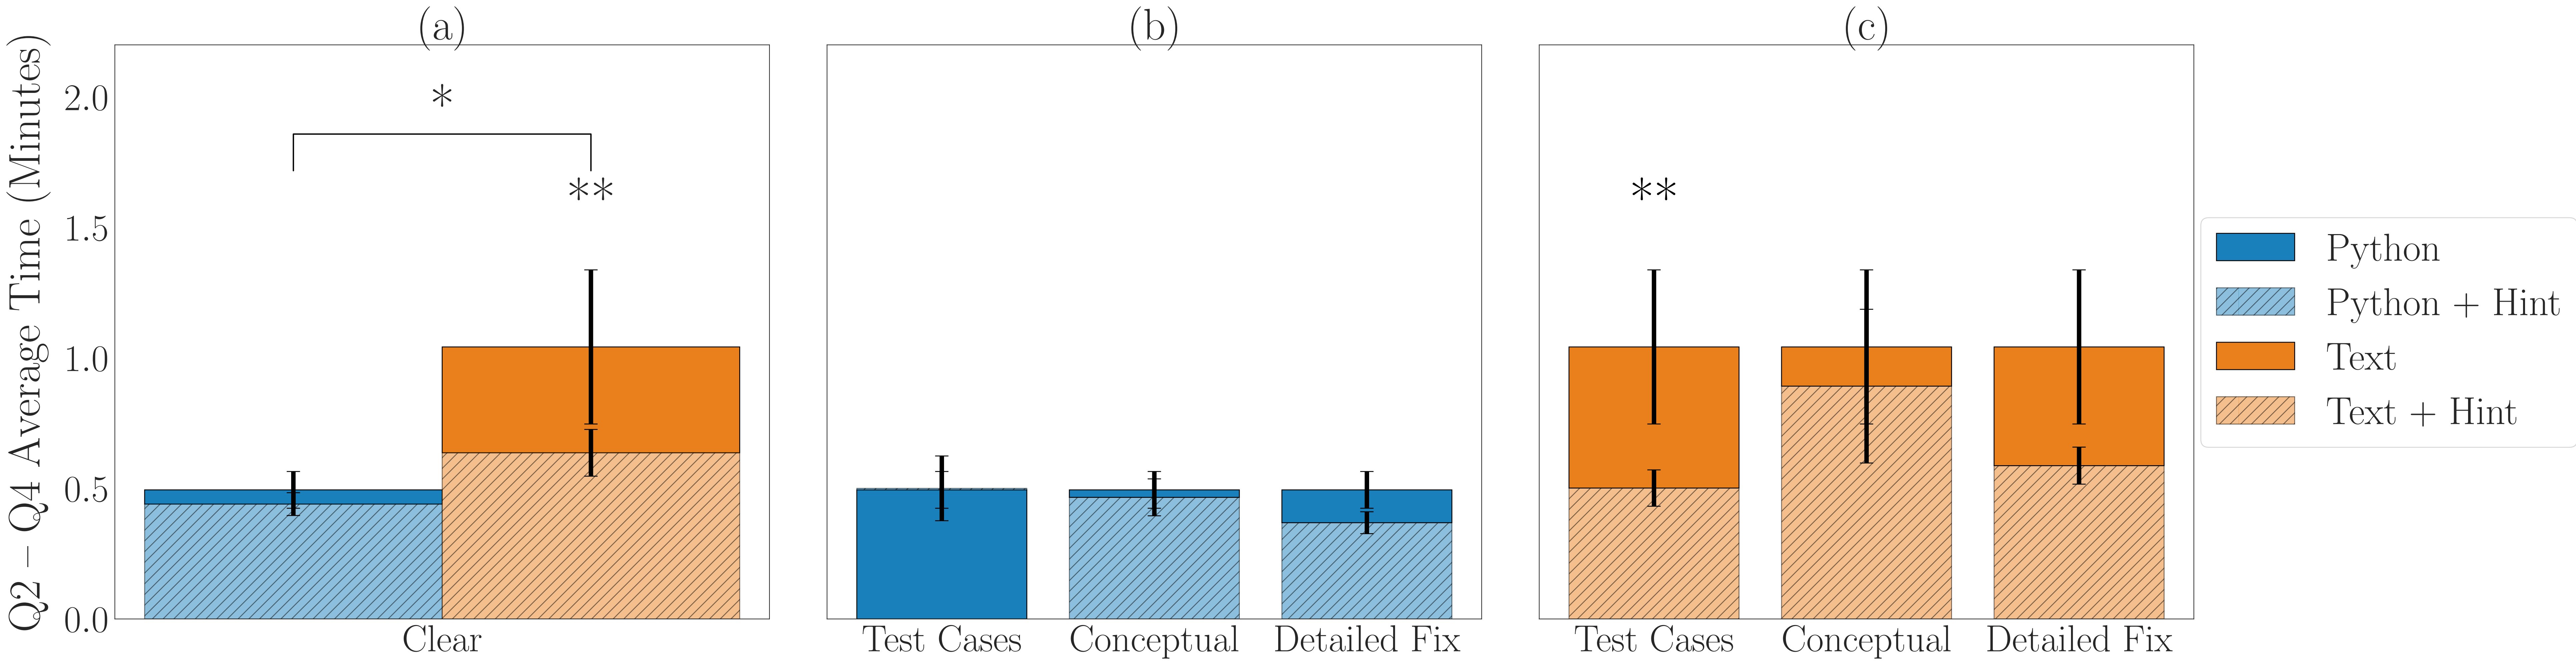 (a)
(b)
(c)
Q2 – Q4 Average Time (Minutes)
2.0
1.5
1.0
0.5
0.0
*
**
**
Clear
Test Cases
Conceptual
Detailed Fix
Test Cases
Conceptual
Detailed Fix
Python
Python + Hint
Text
Text + Hint